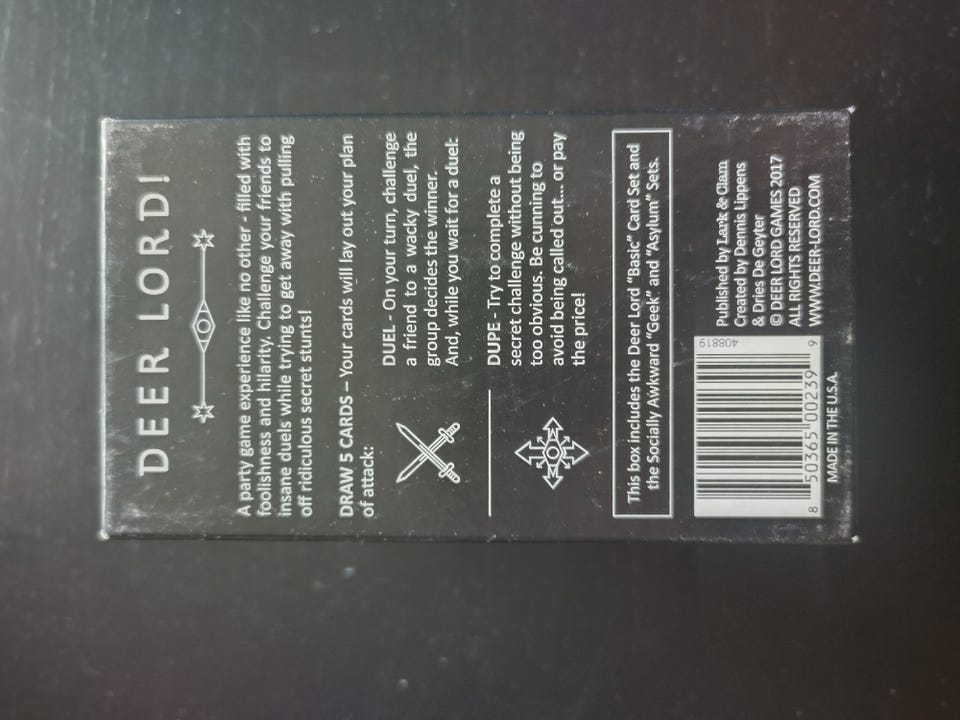 DEER LORD!
A party game experience like no other - filled with
foolishness and hilarity. Challenge your friends to
insane duels while trying to get away with pulling
off ridiculous secret stunts!
DRAW 5 CARDS – Your cards will lay out your plan
of attack:
DUEL - On your turn, challenge
a friend to a wacky duel, the
group decides the winner.
And, while you wait for a duel:
DUPE - Try to complete a
secret challenge without being
too obvious. Be cunning to
avoid being called out... or pay
the price!
This box includes the Deer Lord "Basic" Card Set and
the Socially Awkward "Geek" and "Asylum" Sets.
408819
8 50365 00239 9
MADE IN THE U.S.A.
Published by Lark & Clam
Created by Dennis Lippens
& Dries De Geyter
© DEER LORD GAMES 2017
ALL RIGHTS RESERVED
WWW.DEER-LORD.COM